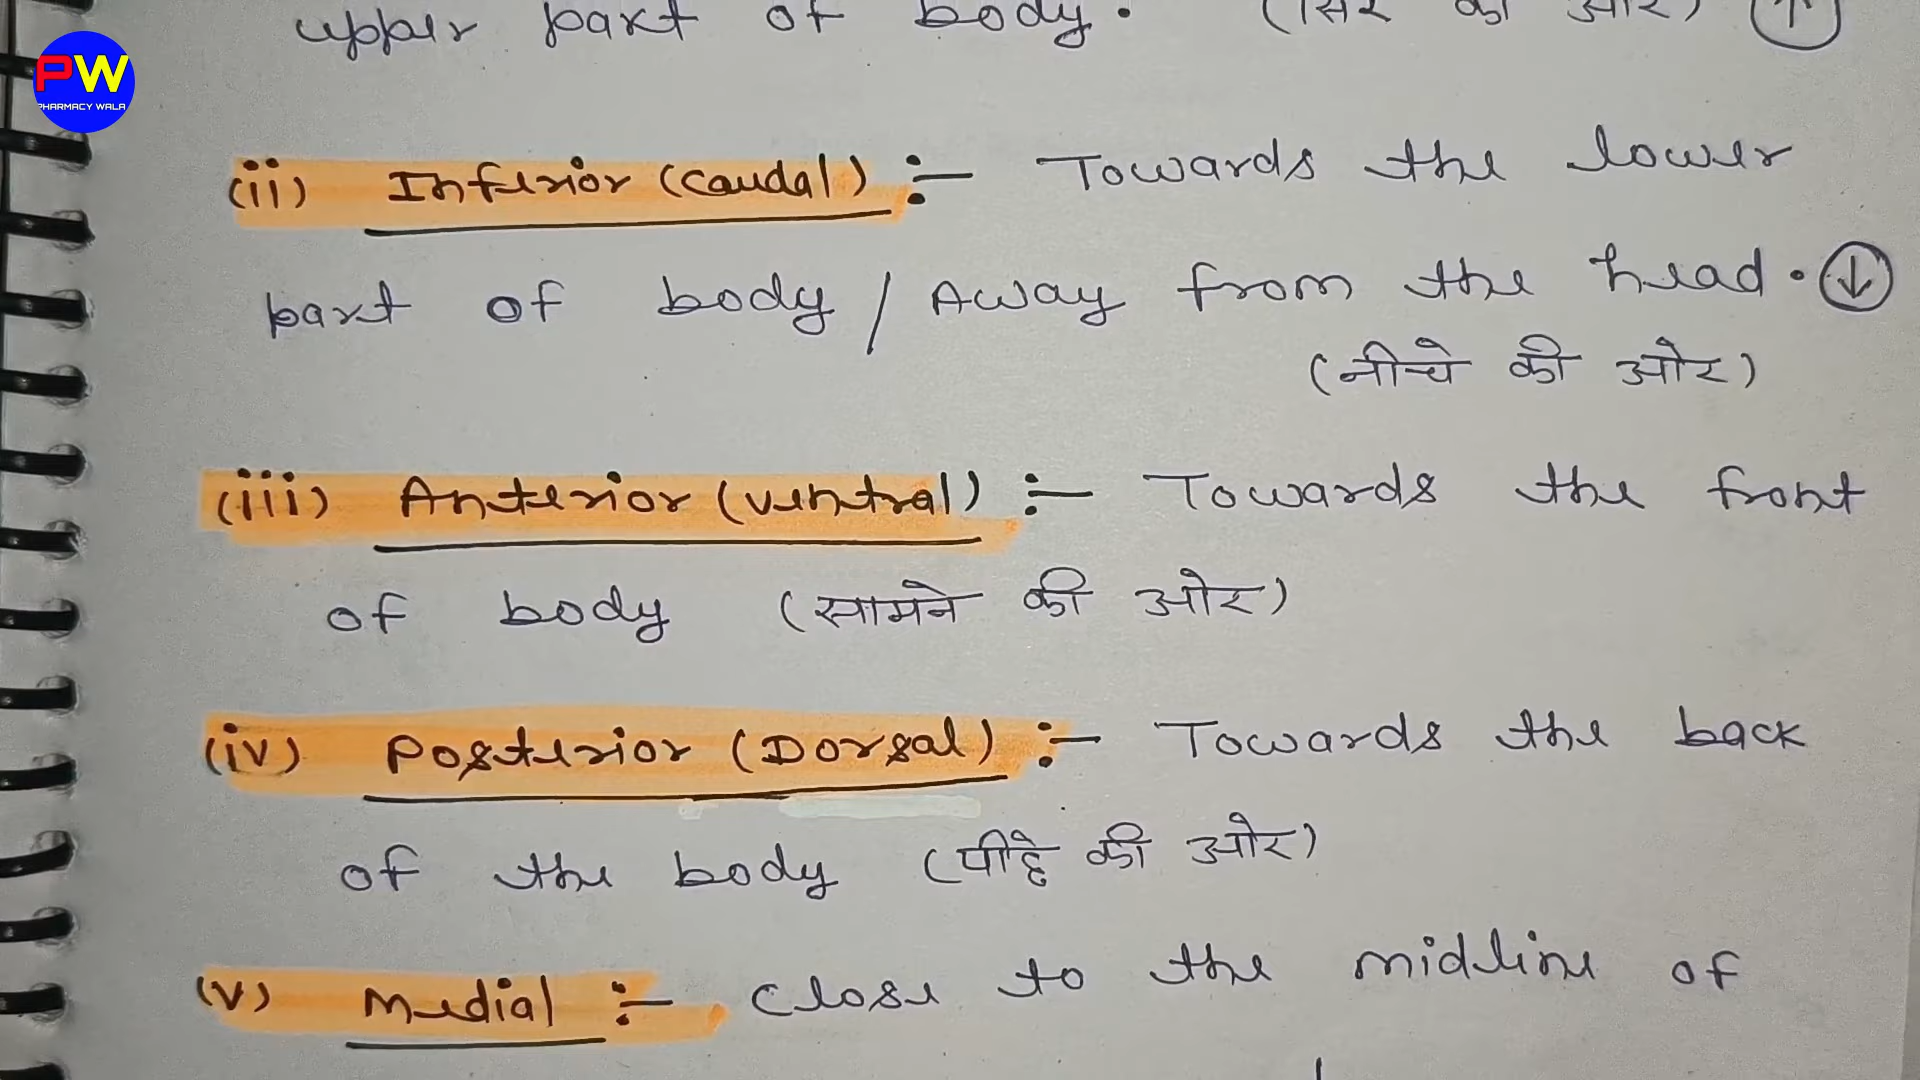 upper part of body. (सिर की ओर) ↑
PW
PHARMACY WALA
(ii) Inferior (caudal) :- Towards the lower
part of body / Away from the head. ↓
(नीचे की ओर)
(iii) Anterior (ventral) :- Towards the front
of body (सामने की ओर)
(iv) Posterior (Dorsal) :- Towards the back
of the body (पीछे की ओर)
(v) Medial :- Close to the midline of